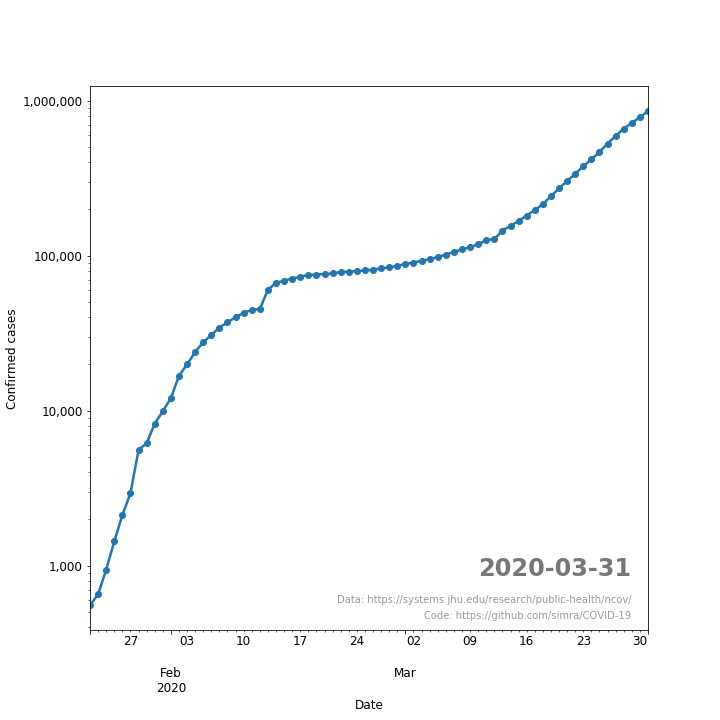 1,000,000
100,000
10,000
1,000
Confirmed cases
2020-03-31
Data: https://systems.jhu.edu/research/public-health/ncov/
Code: https://github.com/simra/COVID-19
27 03 10 17 24 02 09 16 23 30
Feb Mar
2020
Date